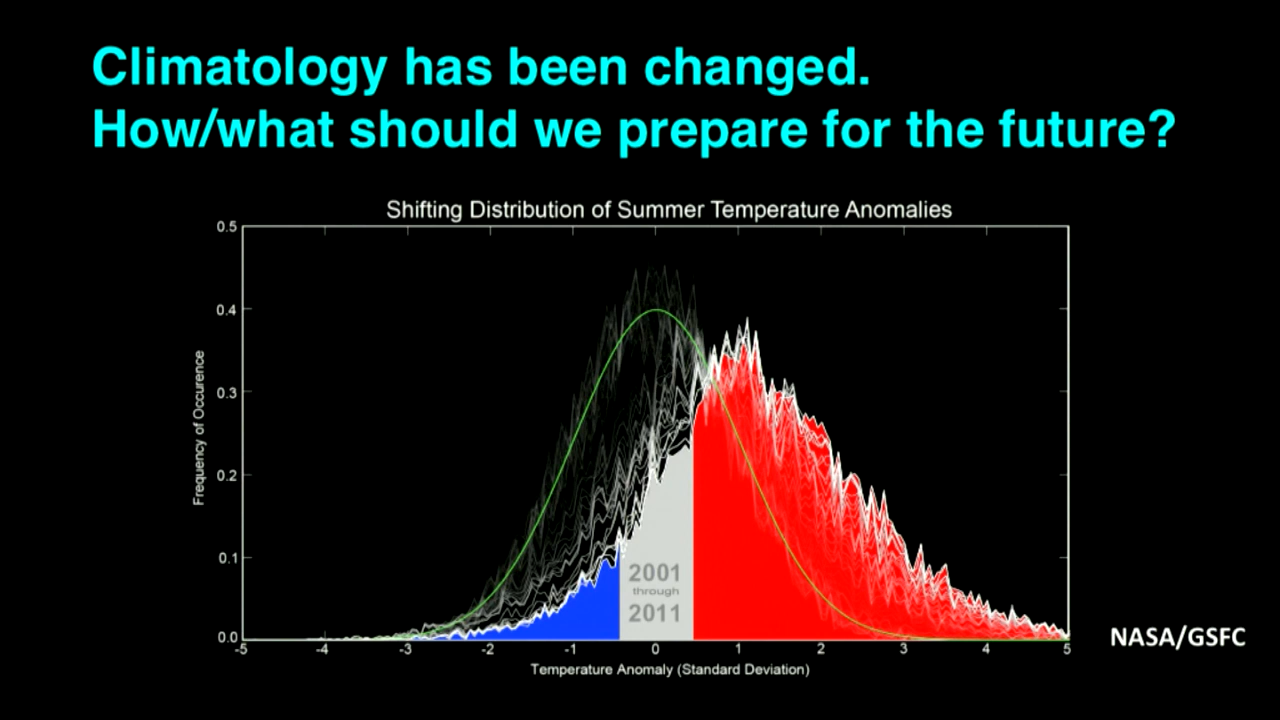 Climatology has been changed.
How/what should we prepare for the future?
Shifting Distribution of Summer Temperature Anomalies
0.5
0.4
0.3
0.2
0.1
0.0
Frequency of Occurence
2001
through
2011
-5 -4 -3 -2 -1 0 1 2 3 4 5
Temperature Anomaly (Standard Deviation)
NASA/GSFC